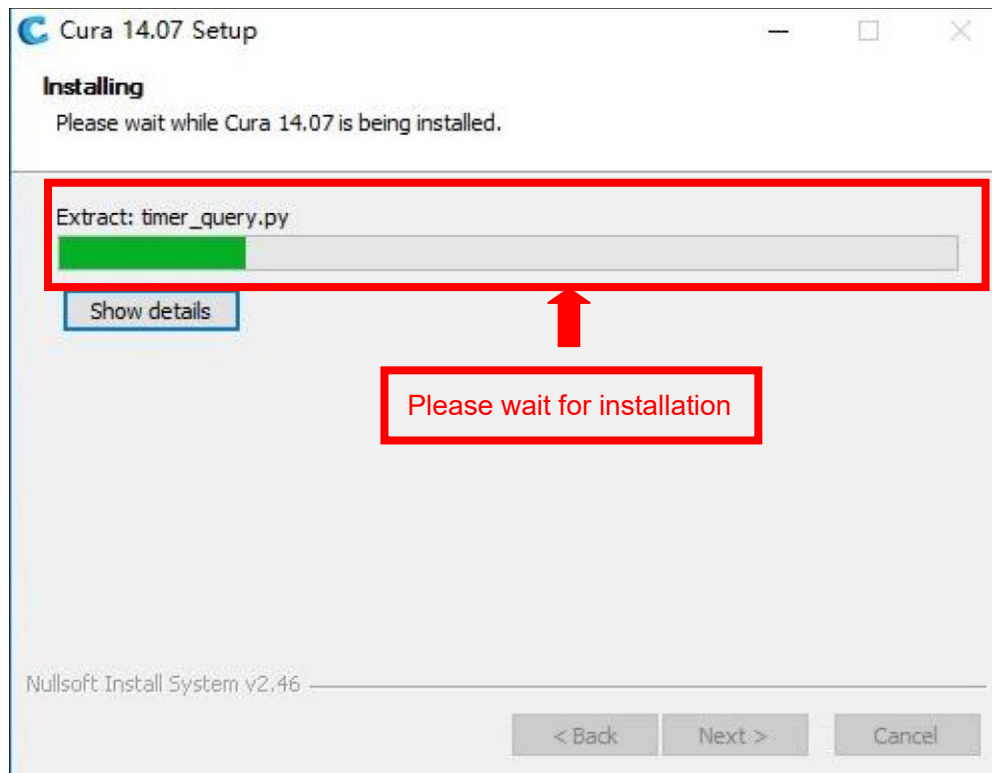 Cura 14.07 Setup
Installing
Please wait while Cura 14.07 is being installed.
Extract: timer_query.py
Show details
Please wait for installation
Nullsoft Install System v2.46
< Back Next > Cancel